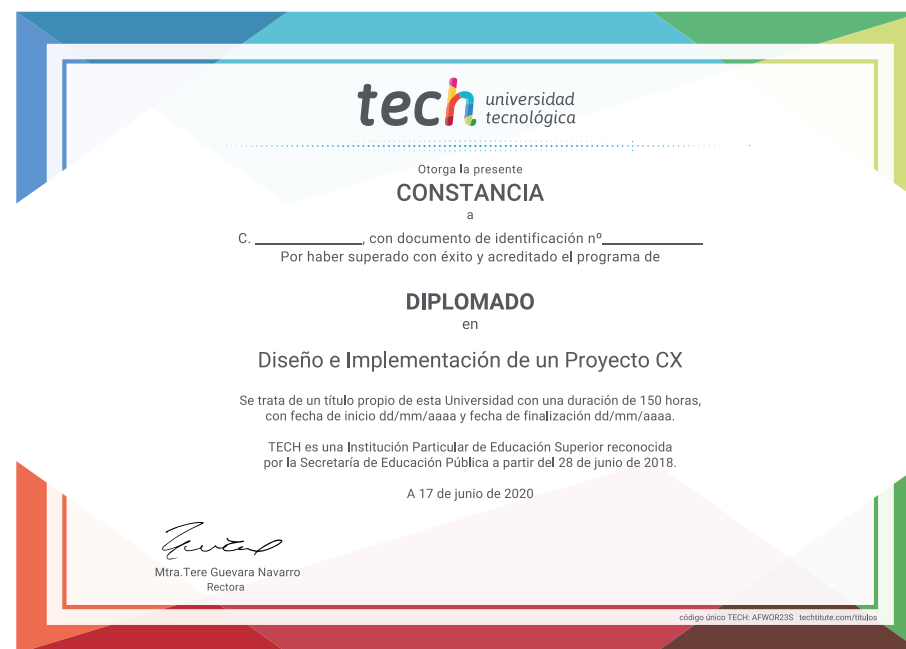 tech universidad
tecnológica
Otorga la presente
CONSTANCIA
a
C. ______________, con documento de identificación nº_____________
Por haber superado con éxito y acreditado el programa de
DIPLOMADO
en
Diseño e Implementación de un Proyecto CX
Se trata de un título propio de esta Universidad con una duración de 150 horas,
con fecha de inicio dd/mm/aaaa y fecha de finalización dd/mm/aaaa.
TECH es una Institución Particular de Educación Superior reconocida
por la Secretaría de Educación Pública a partir del 28 de junio de 2018.
A 17 de junio de 2020
Mtra.Tere Guevara Navarro
Rectora
código único TECH: AFWOR23S techtitute.com/titulos